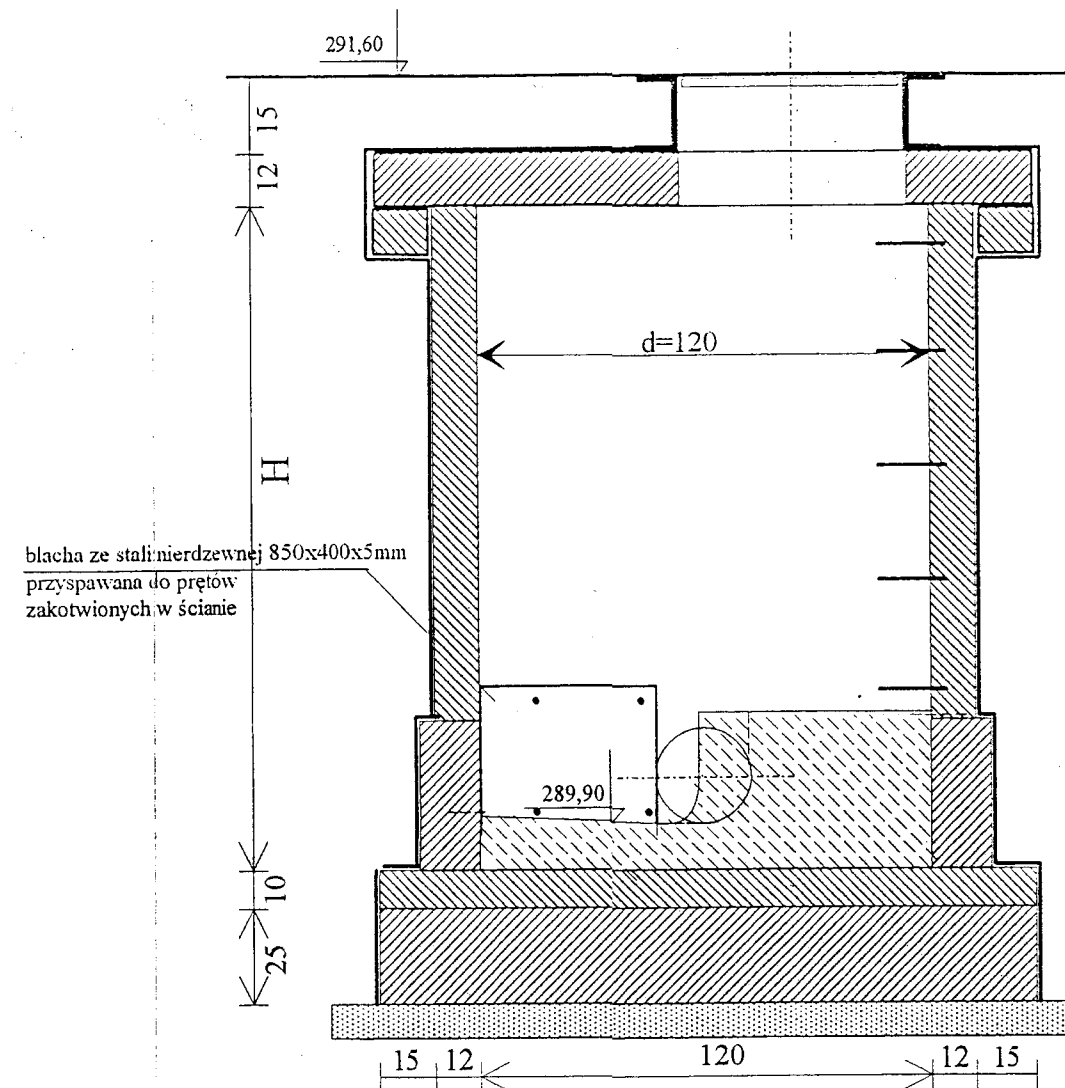 291,60
15
12
d=120
H
blacha ze stali nierdzewnej 850x400x5mm
przyspawana do prętów
zakotwionych w ścianie
289,90
10
25
15 12 120 12 15